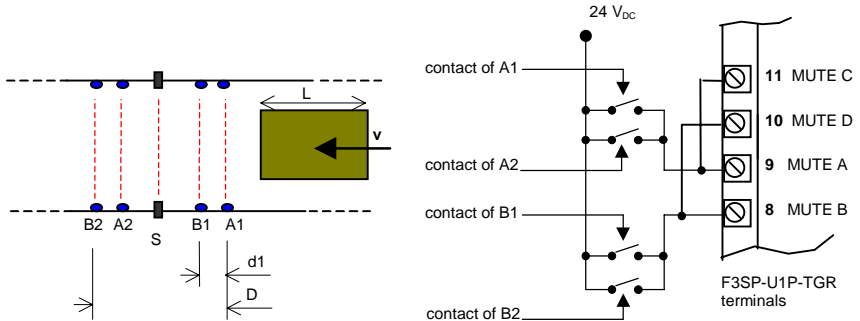 L
v
B2 A2 S B1 A1
d1
D
24 VDC
contact of A1
contact of A2
contact of B1
contact of B2
11 MUTE C
10 MUTE D
9 MUTE A
8 MUTE B
F3SP-U1P-TGR
terminals